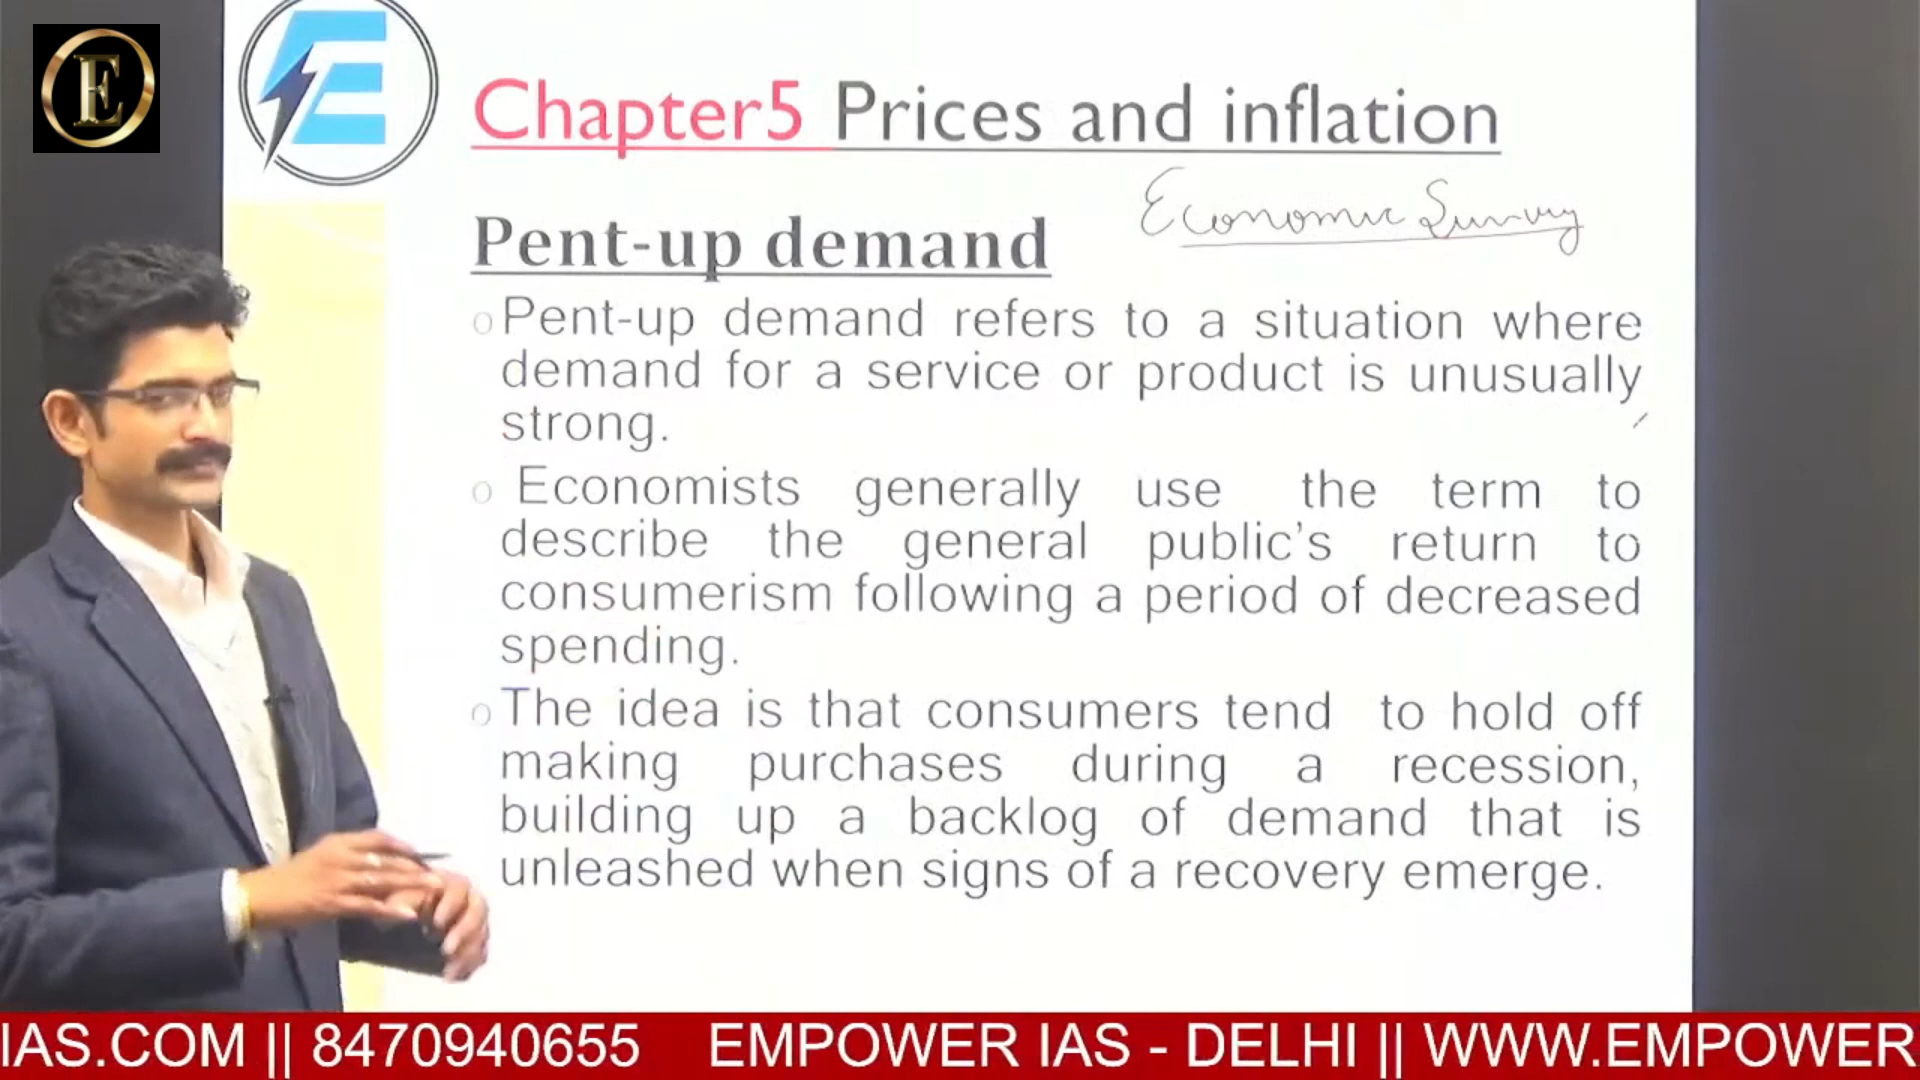 E
E
Chapter5 Prices and inflation
Economic Survey
Pent-up demand
oPent-up demand refers to a situation where
demand for a service or product is unusually
strong.
o Economists generally use the term to
describe the general public's return to
consumerism following a period of decreased
spending.
oThe idea is that consumers tend to hold off
making purchases during a recession,
building up a backlog of demand that is
unleashed when signs of a recovery emerge.
IAS.COM || 8470940655 EMPOWER IAS - DELHI || WWW.EMPOWER